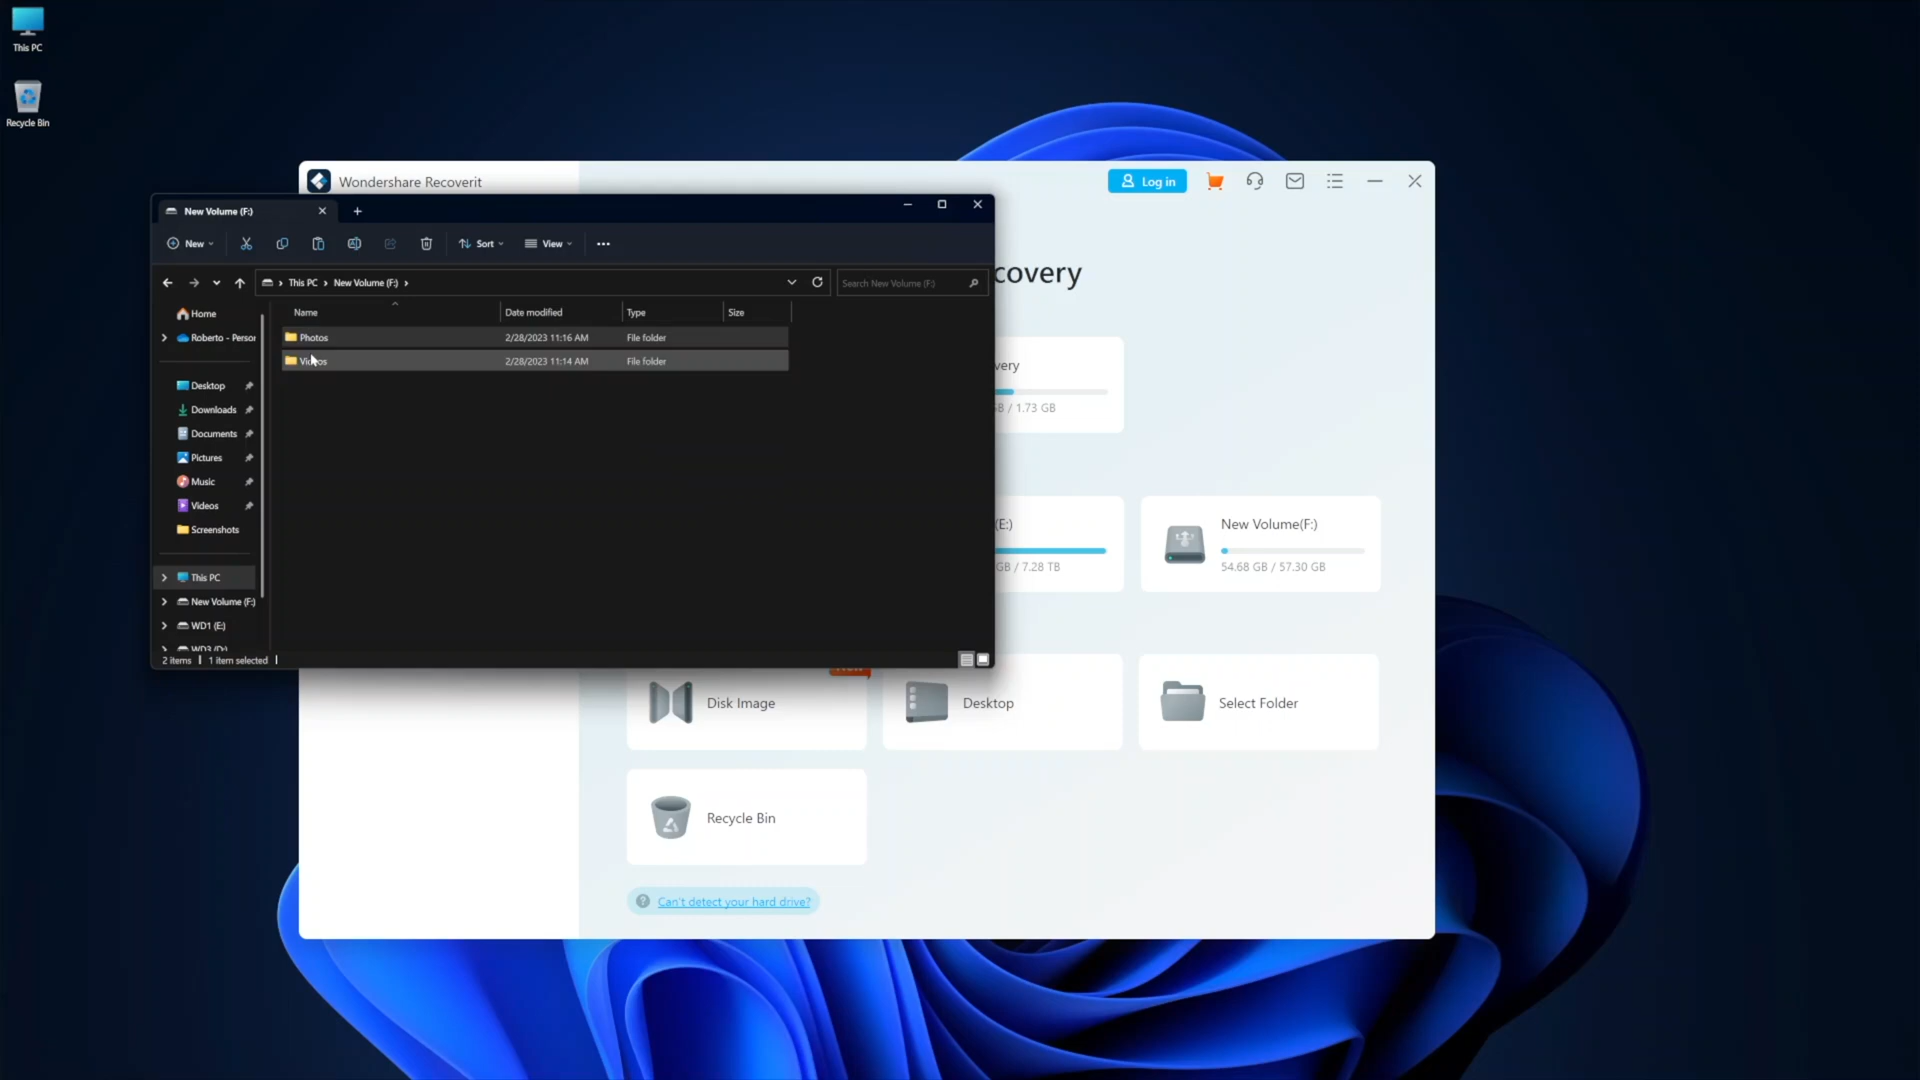 This PC
Recycle Bin
Wondershare Recoverit
Log in
New Volume (F:)
New
Sort
View
This PC
New Volume (F:)
Search New Volume (F:)
covery
Home
Name
Date modified
Type
Size
Roberto - Persor
Photos
2/28/2023 11:16 AM
File folder
Videos
2/28/2023 11:14 AM
File folder
very
GB / 1.73 GB
Desktop
Downloads
Documents
Pictures
Music
Videos
Screenshots
This PC
New Volume (F:)
WD1 (E:)
WD3 (D:)
2 items
1 item selected
(E:)
GB / 7.28 TB
New Volume(F:)
54.68 GB / 57.30 GB
Disk Image
Desktop
Select Folder
Recycle Bin
Can't detect your hard drive?